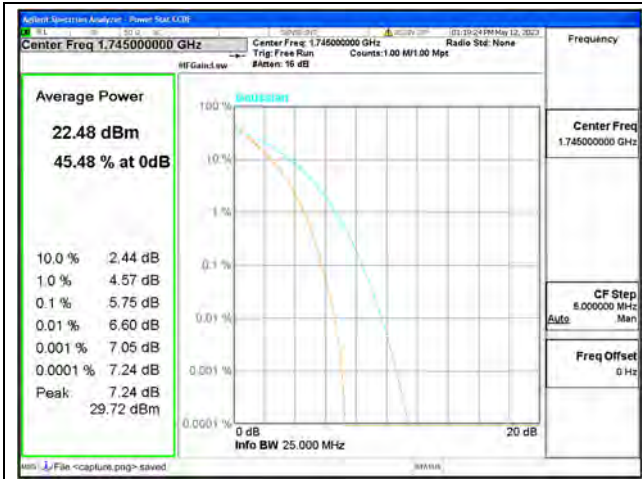 Agilent Spectrum Analyzer - Power Stat CCDF
01:19:24 PM May 12, 2023
Center Freq 1.745000000 GHz
Center Freq: 1.745000000 GHz
Radio Std: None
Trig: Free Run
Counts:1.00 M/1.00 Mpt
#IFGain:Low
#Atten: 16 dB
Frequency
Average Power
22.48 dBm
45.48 % at 0dB
10.0 % 2.44 dB
1.0 % 4.57 dB
0.1 % 5.75 dB
0.01 % 6.60 dB
0.001 % 7.05 dB
0.0001 % 7.24 dB
Peak 7.24 dB
29.72 dBm
Gaussian
100 %
10 %
1 %
0.1 %
0.01 %
0.001 %
0.0001 %
0 dB
20 dB
Info BW 25.000 MHz
Center Freq
1.745000000 GHz
CF Step
5.000000 MHz
Auto Man
Freq Offset
0 Hz
MSG
File <capture.png> saved
STATUS